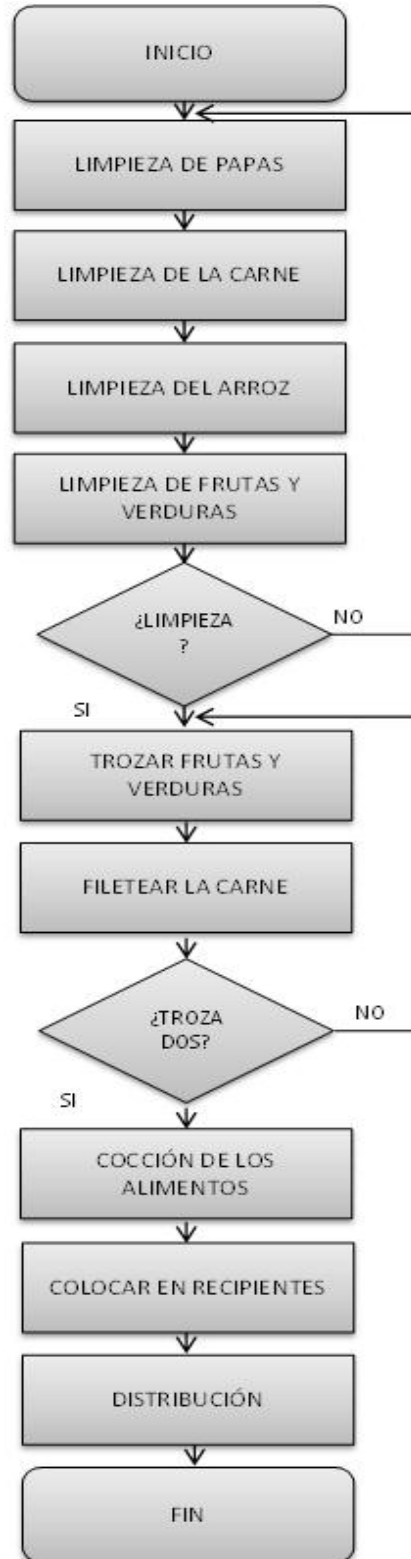 INICIO
LIMPIEZA DE PAPAS
LIMPIEZA DE LA CARNE
LIMPIEZA DEL ARROZ
LIMPIEZA DE FRUTAS Y
VERDURAS
¿LIMPIEZA
?
NO
SI
TROZAR FRUTAS Y
VERDURAS
FILETEAR LA CARNE
¿TROZA
DOS?
NO
SI
COCCIÓN DE LOS
ALIMENTOS
COLOCAR EN RECIPIENTES
DISTRIBUCIÓN
FIN